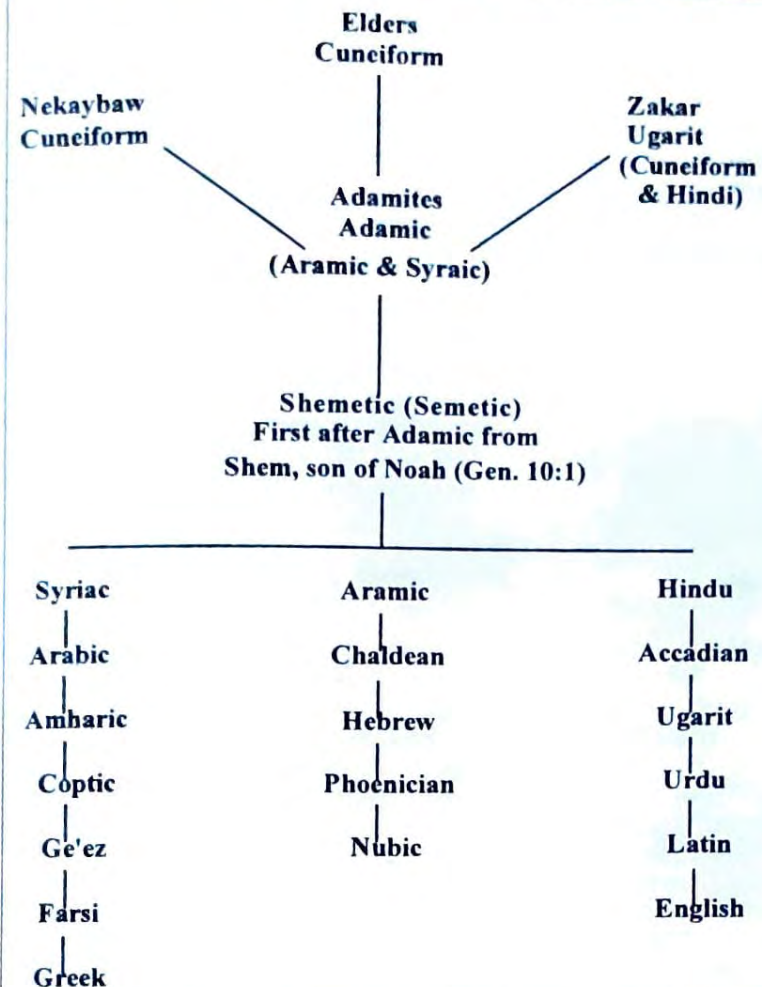 Elders
Cuneiform
Nekaybaw
Cuneiform
Zakar
Ugarit
(Cuneiform
& Hindi)
Adamites
Adamic
(Aramic & Syraic)
Shemetic (Semetic)
First after Adamic from
Shem, son of Noah (Gen. 10:1)
Syriac
Aramic
Hindu
Arabic
Chaldean
Accadian
Amharic
Hebrew
Ugarit
Coptic
Phoenician
Urdu
Ge'ez
Nubic
Latin
Farsi
English
Greek